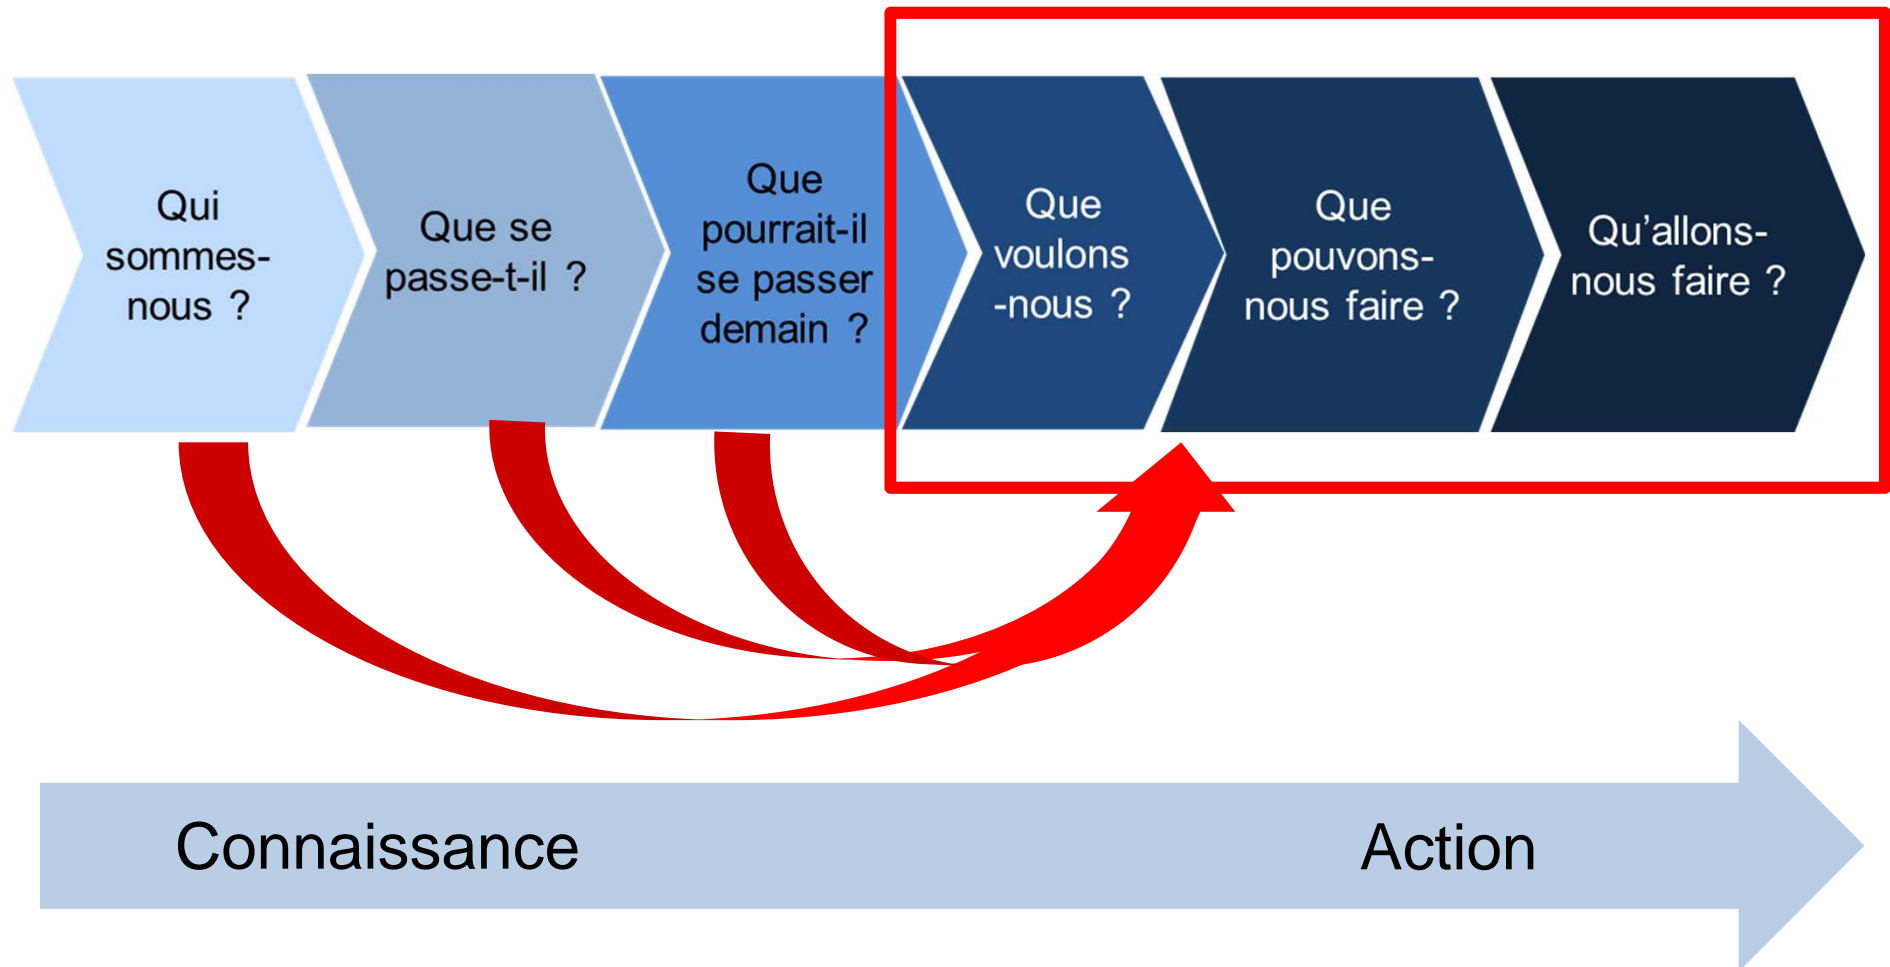 Qui
sommes-
nous ?
Que se
passe-t-il ?
Que
pourrait-il
se passer
demain ?
Que
voulons
-nous ?
Que
pouvons-
nous faire ?
Qu’allons-
nous faire ?
Connaissance
Action